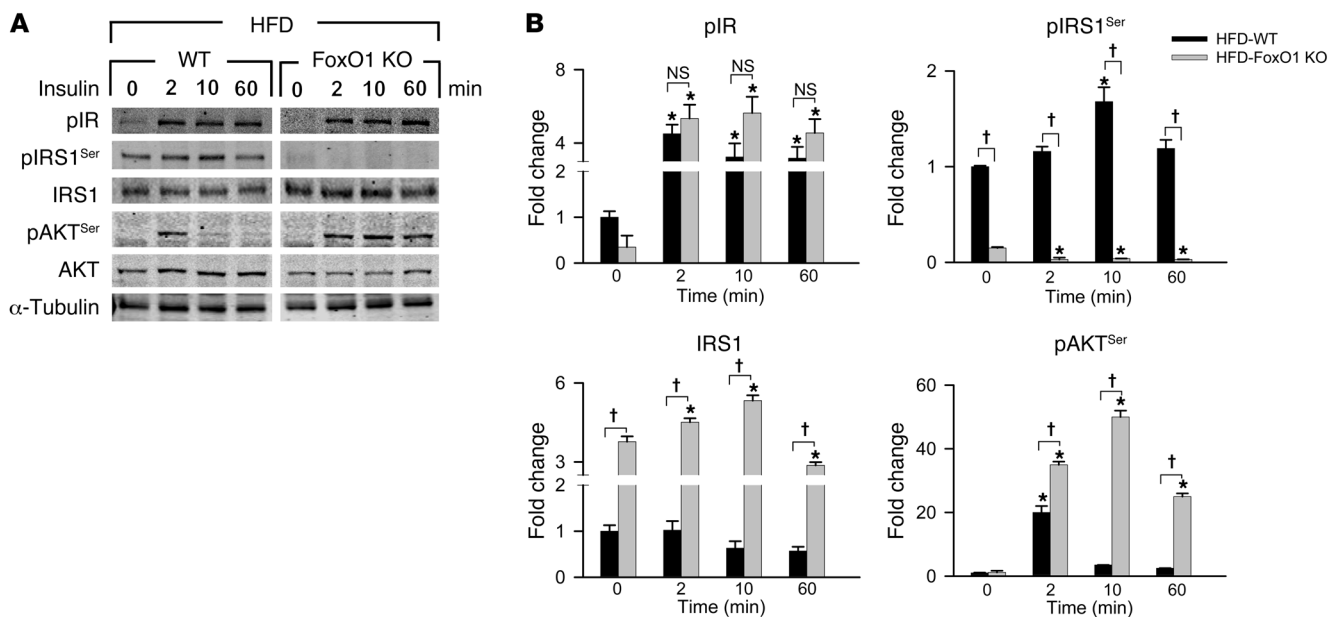 A
HFD
WT FoxO1 KO
Insulin 0 2 10 60 0 2 10 60 min
pIR
pIRS1Ser
IRS1
pAKTSer
AKT
α-Tubulin
B
pIR
Fold change
8
4
2
1
0
NS NS NS
* * * * * *
0 2 10 60
Time (min)
pIRS1Ser
Fold change
2
1
0
† † † †
* * * *
0 2 10 60
Time (min)
HFD-WT
HFD-FoxO1 KO
IRS1
Fold change
6
3
2
1
0
† † † †
* * *
0 2 10 60
Time (min)
pAKTSer
Fold change
60
40
20
0
† † †
* * * *
0 2 10 60
Time (min)